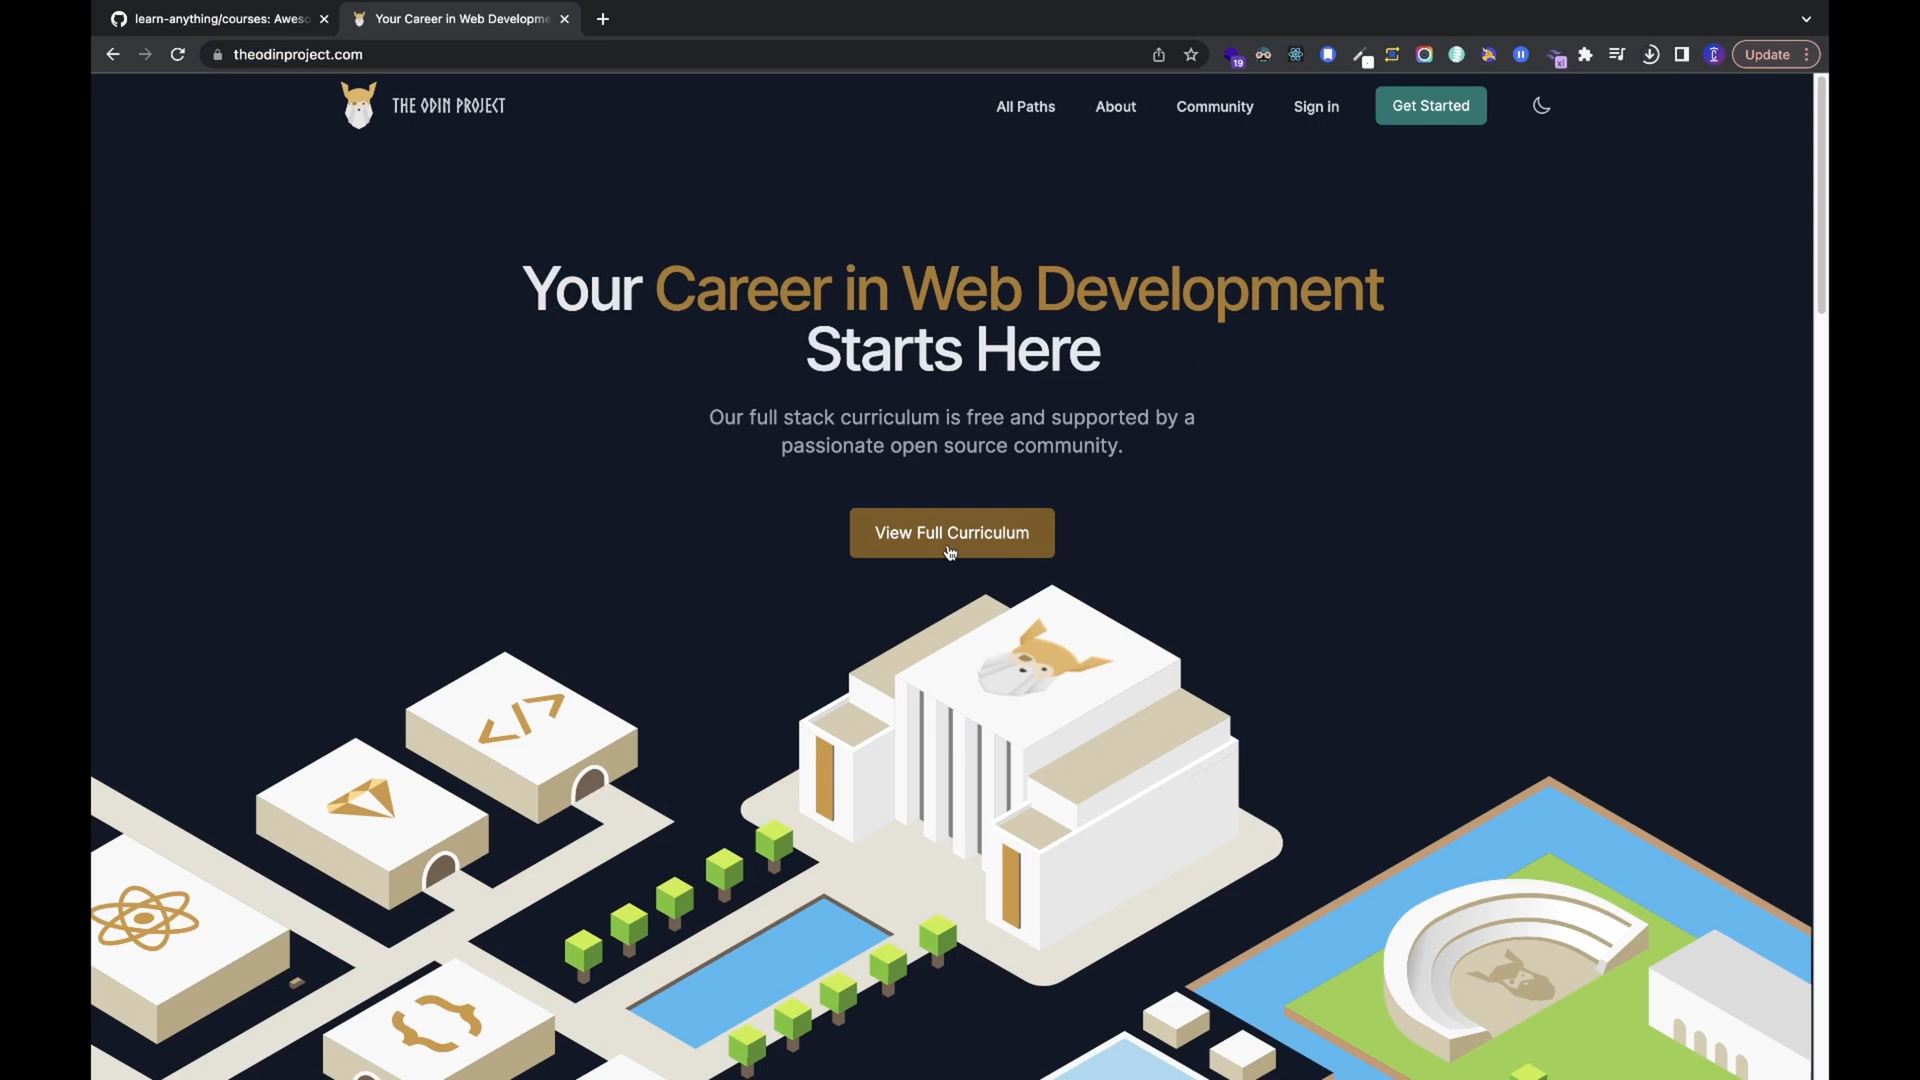 learn-anything/courses: Aweso
Your Career in Web Developme
theodinproject.com
19
x!
Update
THE ODIN PROJECT
All Paths
About
Community
Sign in
Get Started
Your Career in Web Development
Starts Here
Our full stack curriculum is free and supported by a
passionate open source community.
View Full Curriculum